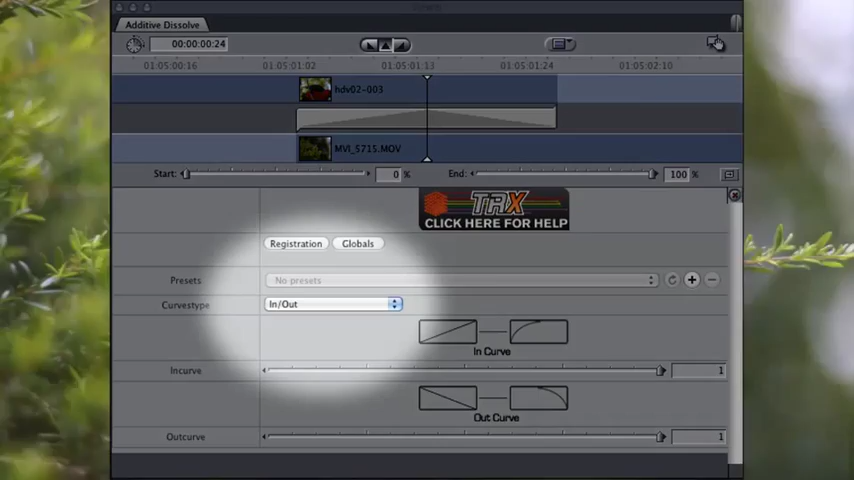 Additive Dissolve
00:00:00:24
01:05:00:16 01:05:01:02 01:05:01:13 01:05:01:24 01:05:02:10
hdv02-003
MVI_5715.MOV
Start: 0 % End: 100 %
TRX
CLICK HERE FOR HELP
Registration Globals
Presets No presets
Curvestype In/Out
In Curve
Incurve 1
Out Curve
Outcurve 1